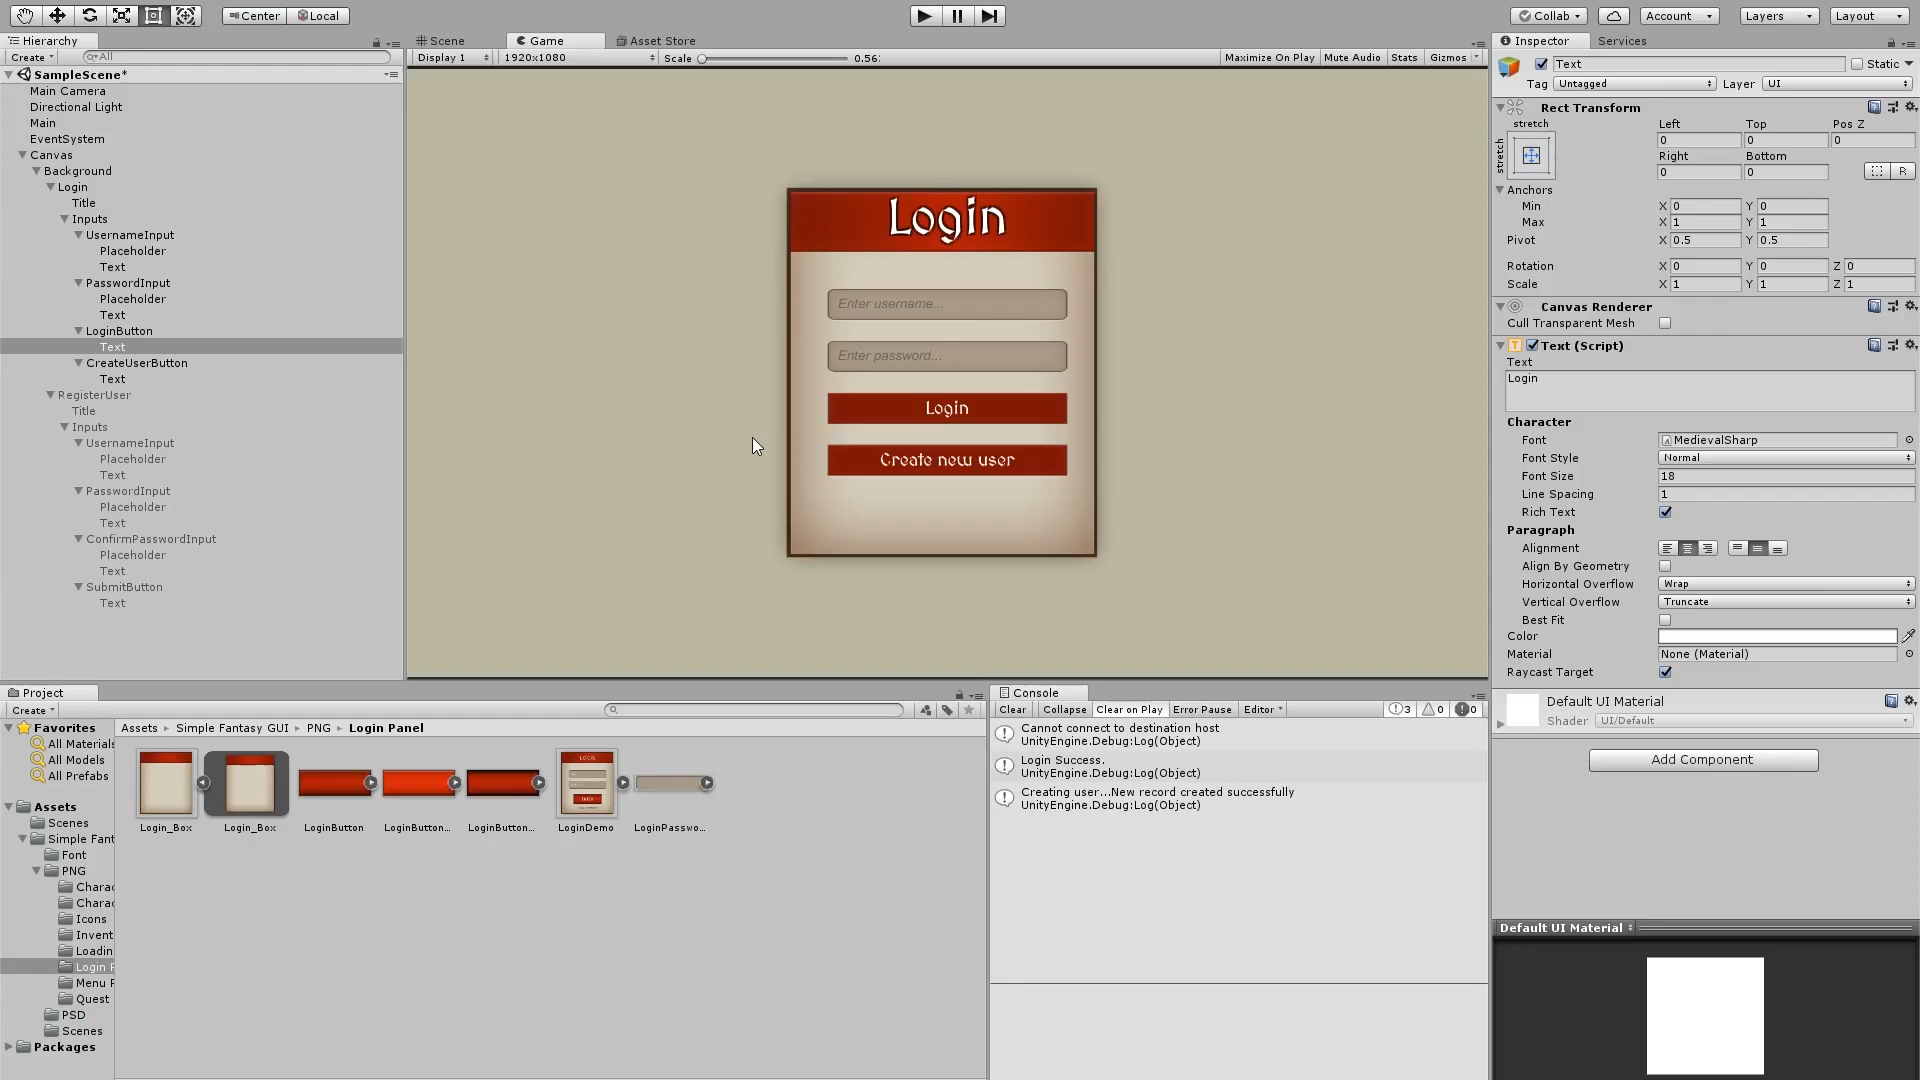 Center
Local
Collab
Account
Layers
Layout
Hierarchy
Create
All
SampleScene*
Main Camera
Directional Light
Main
EventSystem
Canvas
Background
Login
Title
Inputs
UsernameInput
Placeholder
Text
PasswordInput
Placeholder
Text
LoginButton
Text
CreateUserButton
Text
RegisterUser
Title
Inputs
UsernameInput
Placeholder
Text
PasswordInput
Placeholder
Text
ConfirmPasswordInput
Placeholder
Text
SubmitButton
Text
Scene
Game
Asset Store
Display 1
1920x1080
Scale
0.56:
Maximize On Play
Mute Audio
Stats
Gizmos
Login
Enter username...
Enter password...
Login
Create new user
Inspector
Services
Text
Static
Tag
Untagged
Layer
UI
Rect Transform
stretch
stretch
Left
Top
Pos Z
0
0
0
Right
Bottom
0
0
R
Anchors
Min
X 0
Y 0
Max
X 1
Y 1
Pivot
X 0.5
Y 0.5
Rotation
X 0
Y 0
Z 0
Scale
X 1
Y 1
Z 1
Canvas Renderer
Cull Transparent Mesh
Text (Script)
Text
Login
Character
Font
MedievalSharp
Font Style
Normal
Font Size
18
Line Spacing
1
Rich Text
Paragraph
Alignment
Align By Geometry
Horizontal Overflow
Wrap
Vertical Overflow
Truncate
Best Fit
Color
Material
None (Material)
Raycast Target
Default UI Material
Shader
UI/Default
Add Component
Default UI Material
Project
Create
Favorites
All Materials
All Models
All Prefabs
Assets
Scenes
Simple Fant
Font
PNG
Charac
Charac
Icons
Invent
Loadin
Login P
Menu P
Quest
PSD
Scenes
Packages
Assets
Simple Fantasy GUI
PNG
Login Panel
Login_Box
Login_Box
LoginButton
LoginButton...
LoginButton...
LoginDemo
LoginPasswo...
Console
Clear
Collapse
Clear on Play
Error Pause
Editor
3
0
0
Cannot connect to destination host
UnityEngine.Debug:Log(Object)
Login Success.
UnityEngine.Debug:Log(Object)
Creating user...New record created successfully
UnityEngine.Debug:Log(Object)